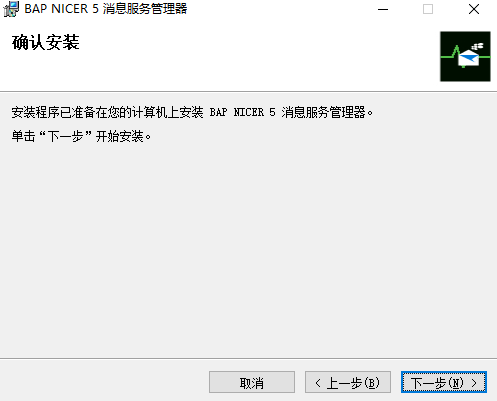 BAP NICER 5 消息服务管理器
确认安装
安装程序已准备在您的计算机上安装 BAP NICER 5 消息服务管理器。
单击“下一步”开始安装。
取消
< 上一步(B)
下一步(N) >